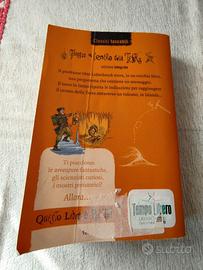 Classici tascabili
Viaggio al Centro della Terra
edizione integrale
Il professor Otto Lidenbrock trova, in un vecchio libro,
una pergamena che contiene un messaggio.
Il testo in latino riporta le indicazioni per raggiungere
il centro della Terra attraverso un vulcano, in Islanda...
Ti piacciono
le avventure fantastiche,
gli scienziati curiosi,
i mostri preistorici?
Allora...
Questo Libro è
Tempo Libero
subito